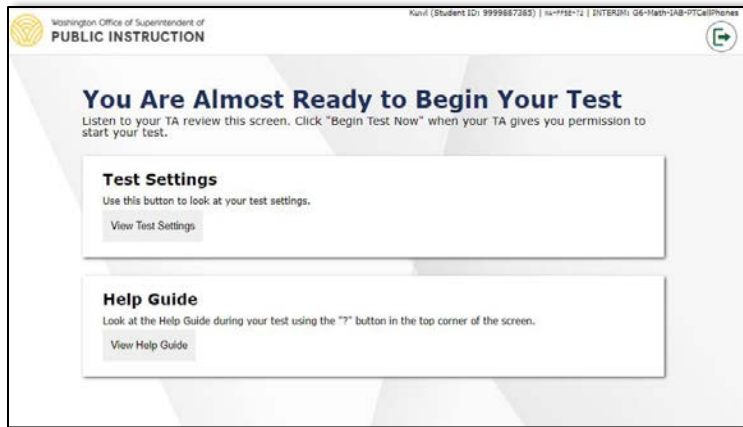 Washington Office of Superintendent of
PUBLIC INSTRUCTION
(Student ID: 9999887385) | | INTERIM: G6-Math-IAB-PTCellPhones
You Are Almost Ready to Begin Your Test
Listen to your TA review this screen. Click "Begin Test Now" when your TA gives you permission to
start your test.
Test Settings
Use this button to look at your test settings.
View Test Settings
Help Guide
Look at the Help Guide during your test using the "?" button in the top corner of the screen.
View Help Guide